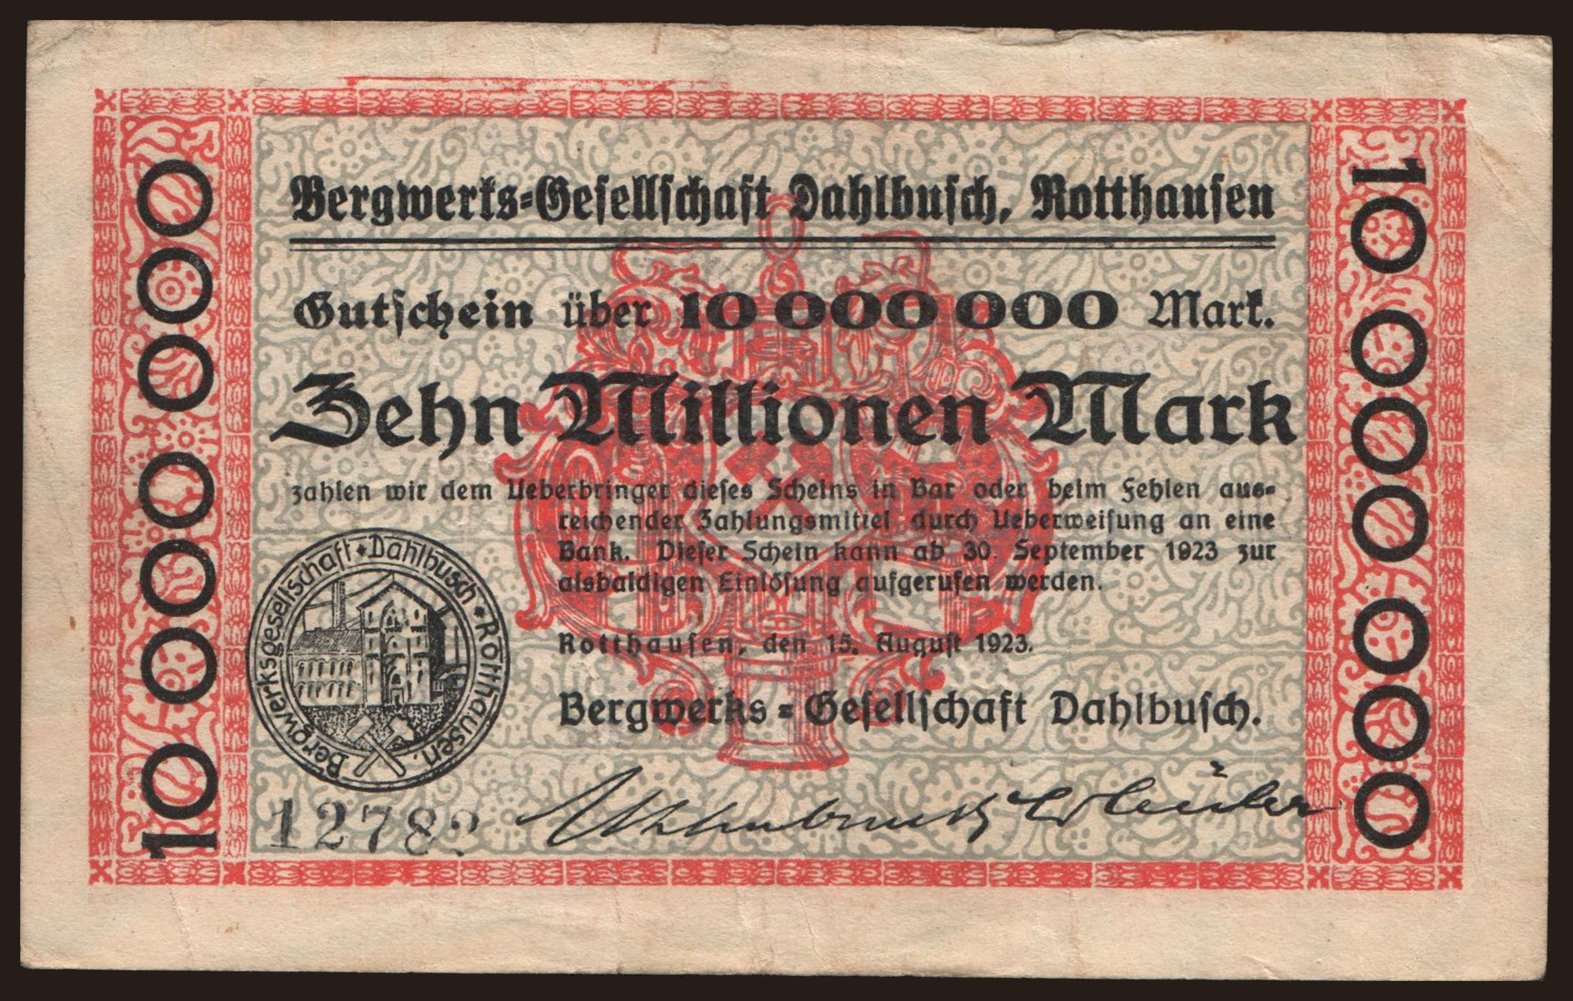 Bergwerks-Gesellschaft Dahlbusch, Rotthausen
Gutschein über 10 000 000 Mark.
Zehn Millionen Mark
zahlen wir dem Ueberbringer dieses Scheins in Bar oder beim Fehlen aus-
reichender Zahlungsmittel durch Ueberweisung an eine
Bank. Dieser Schein kann ab 30. September 1923 zur
alsbaldigen Einlösung aufgerufen werden.
Rotthausen, den 15. August 1923.
Bergwerks-Gesellschaft Dahlbusch.
Bergwerksgesellschaft Dahlbusch Rotthausen.
12782
10 000 000
10 000 000